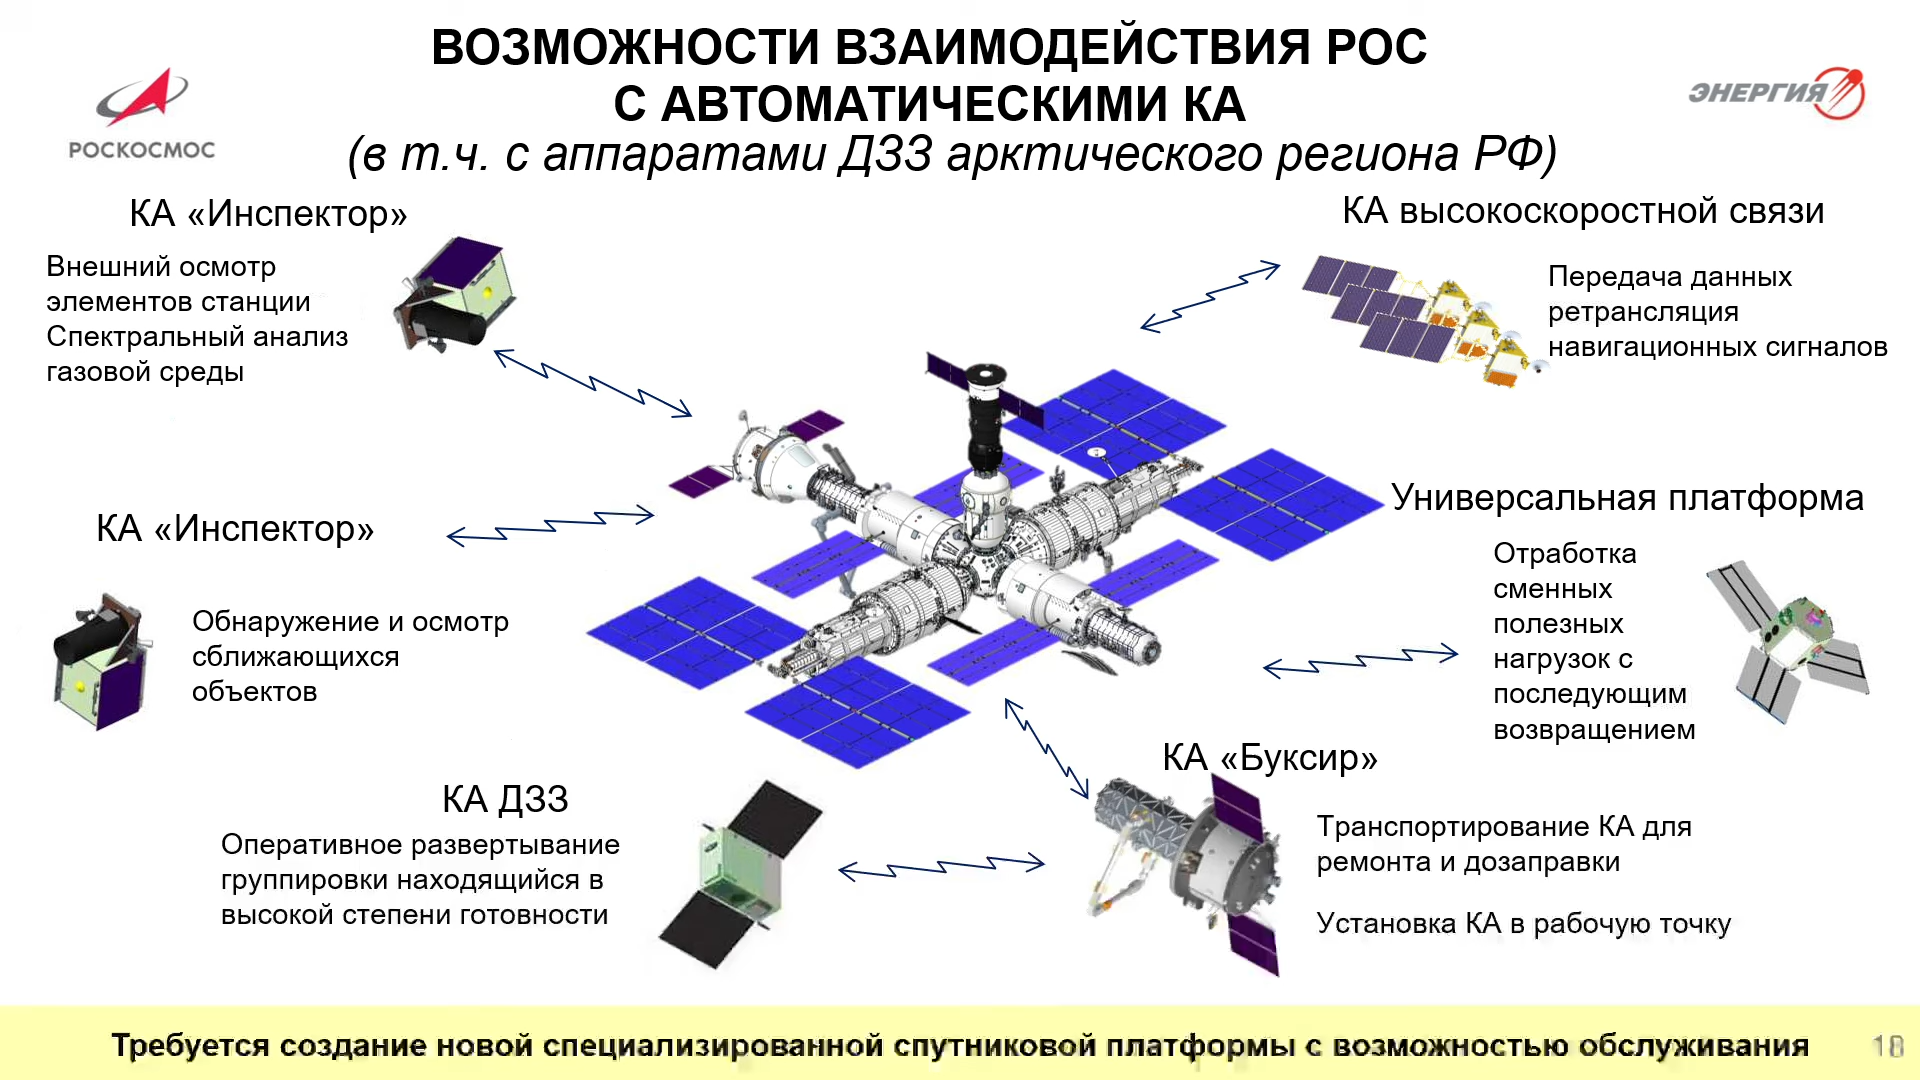 ВОЗМОЖНОСТИ ВЗАИМОДЕЙСТВИЯ РОС
С АВТОМАТИЧЕСКИМИ КА
(в т.ч. с аппаратами ДЗЗ арктического региона РФ)
РОСКОСМОС
ЭНЕРГИЯ
КА «Инспектор»
Внешний осмотр
элементов станции
Спектральный анализ
газовой среды
КА высокоскоростной связи
Передача данных
ретрансляция
навигационных сигналов
КА «Инспектор»
Обнаружение и осмотр
сближающихся
объектов
Универсальная платформа
Отработка
сменных
полезных
нагрузок с
последующим
возвращением
КА ДЗЗ
Оперативное развертывание
группировки находящийся в
высокой степени готовности
КА «Буксир»
Транспортирование КА для
ремонта и дозаправки
Установка КА в рабочую точку
Требуется создание новой специализированной спутниковой платформы с возможностью обслуживания
18